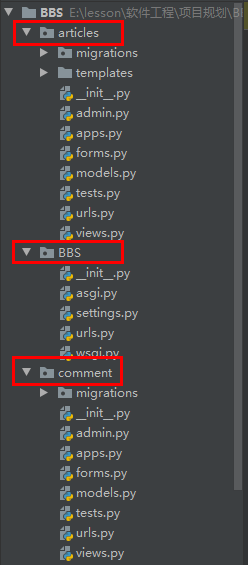 BBS E:\lesson\软件工程\项目规划\B
articles
migrations
templates
__init__.py
admin.py
apps.py
forms.py
models.py
tests.py
urls.py
views.py
BBS
__init__.py
asgi.py
settings.py
urls.py
wsgi.py
comment
migrations
__init__.py
admin.py
apps.py
forms.py
models.py
tests.py
urls.py
views.py